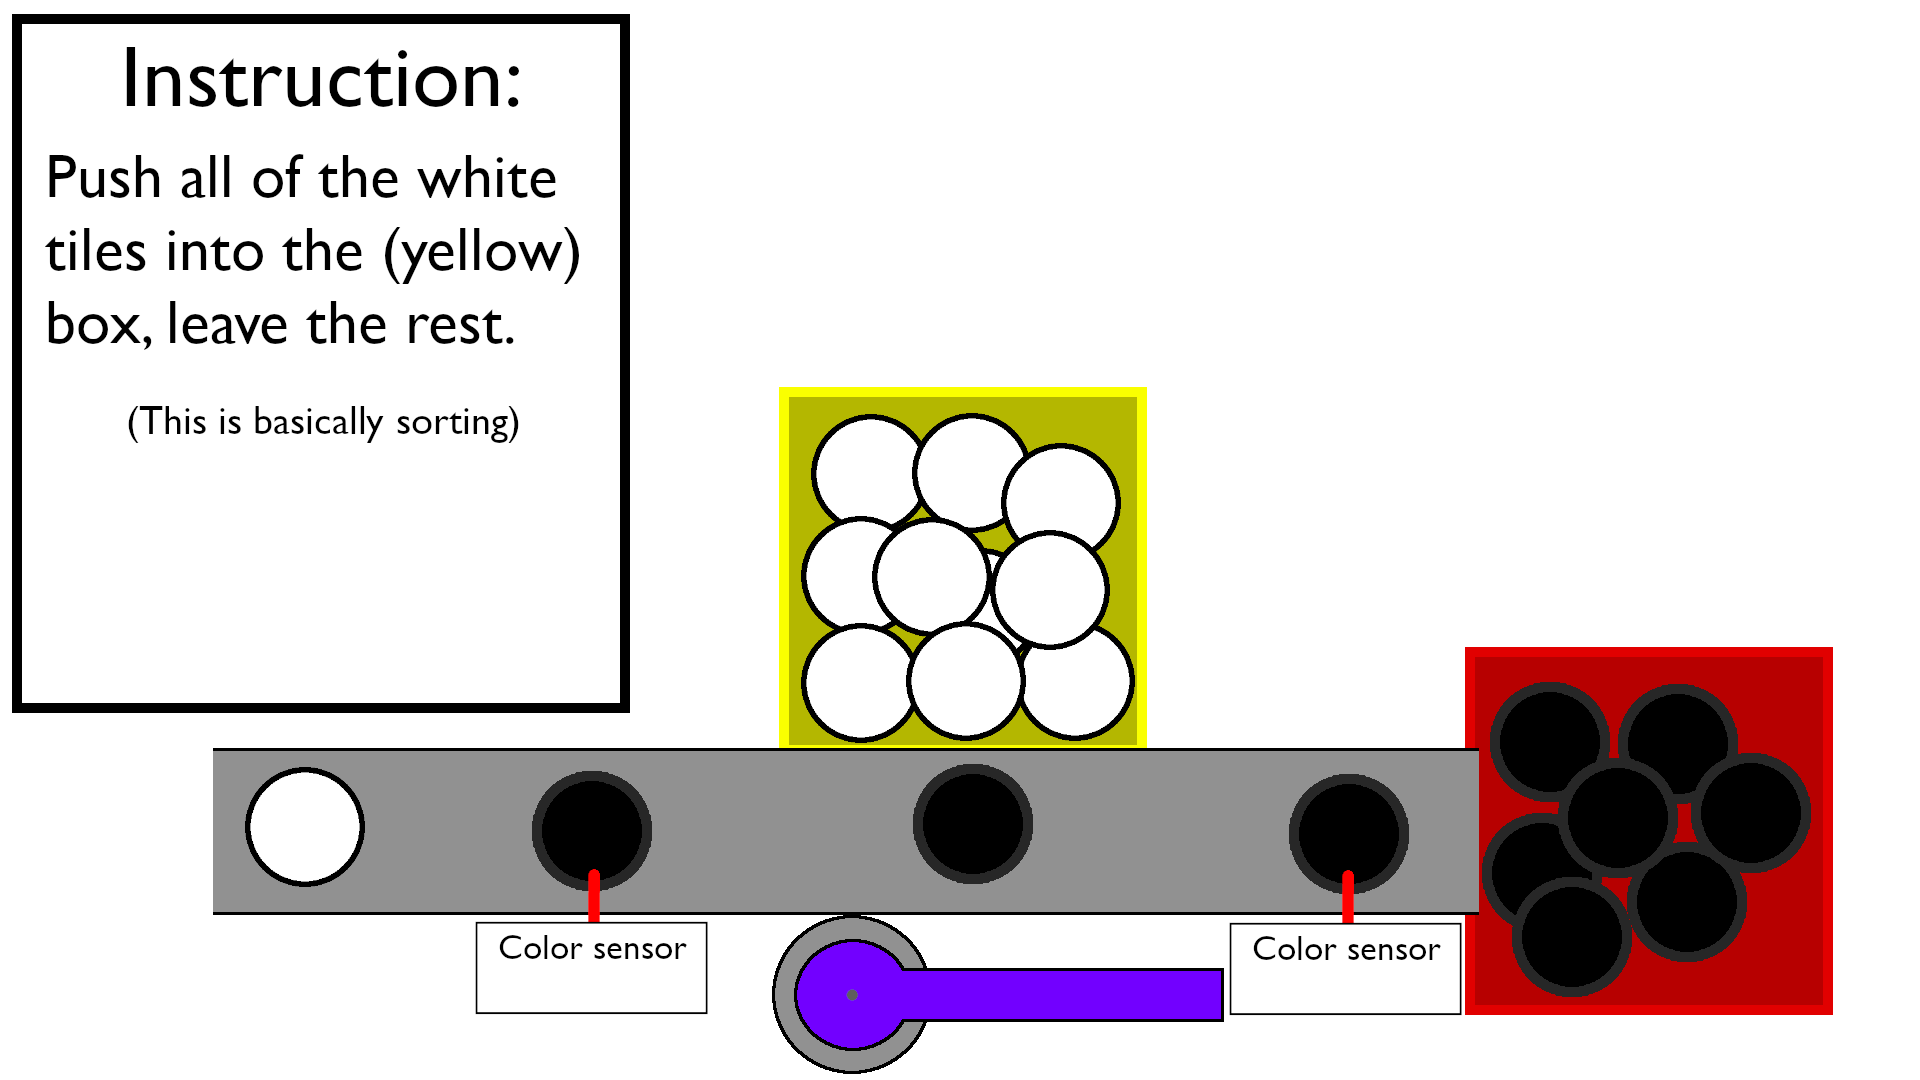 Instruction:
Push all of the white
tiles into the (yellow)
box, leave the rest.
(This is basically sorting)
Color sensor
Color sensor